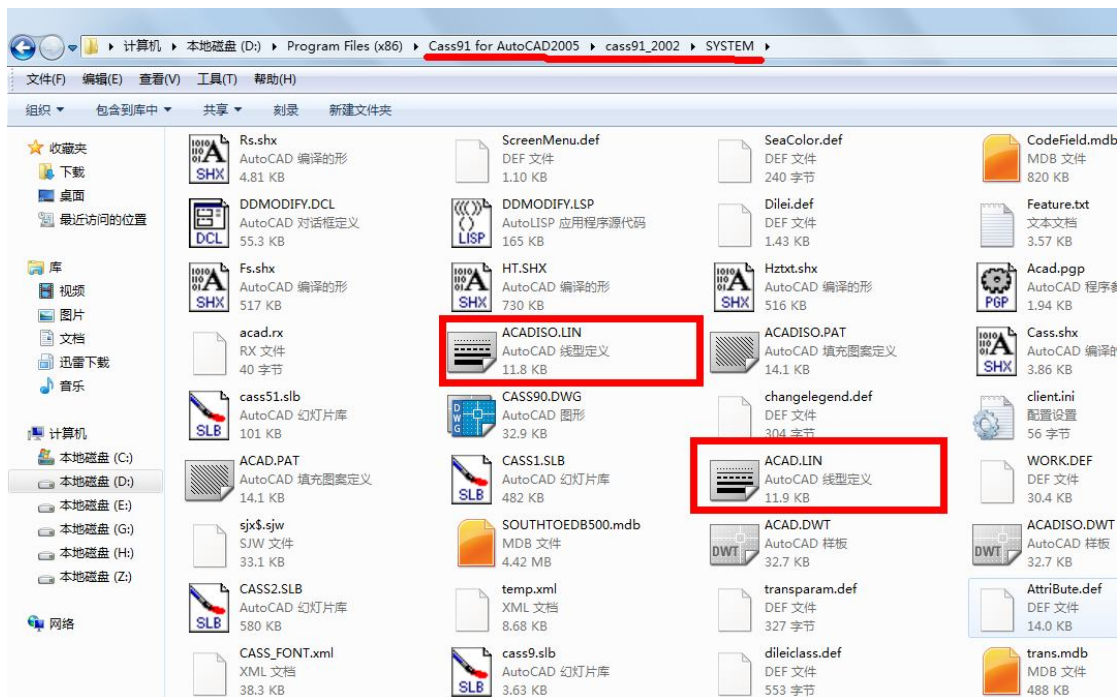 计算机 ▸ 本地磁盘 (D:) ▸ Program Files (x86) ▸ Cass91 for AutoCAD2005 ▸ cass91_2002 ▸ SYSTEM ▸
文件(F) 编辑(E) 查看(V) 工具(T) 帮助(H)
组织 包含到库中 共享 刻录 新建文件夹
收藏夹
下载
桌面
最近访问的位置
库
视频
图片
文档
迅雷下载
音乐
计算机
本地磁盘 (C:)
本地磁盘 (D:)
本地磁盘 (E:)
本地磁盘 (G:)
本地磁盘 (H:)
本地磁盘 (Z:)
网络
Rs.shx
AutoCAD 编译的形
4.81 KB
ScreenMenu.def
DEF 文件
1.10 KB
SeaColor.def
DEF 文件
240 字节
CodeField.mdb
MDB 文件
820 KB
DDMODIFY.DCL
AutoCAD 对话框定义
55.3 KB
DDMODIFY.LSP
AutoLISP 应用程序源代码
165 KB
Dilei.def
DEF 文件
1.43 KB
Feature.txt
文本文档
3.57 KB
Fs.shx
AutoCAD 编译的形
517 KB
HT.SHX
AutoCAD 编译的形
730 KB
Hztxt.shx
AutoCAD 编译的形
516 KB
Acad.pgp
AutoCAD 程序
1.94 KB
acad.rx
RX 文件
40 字节
ACADISO.LIN
AutoCAD 线型定义
11.8 KB
ACADISO.PAT
AutoCAD 填充图案定义
14.1 KB
Cass.shx
AutoCAD 编译的
3.86 KB
cass51.slb
AutoCAD 幻灯片库
101 KB
CASS90.DWG
AutoCAD 图形
32.9 KB
changelegend.def
DEF 文件
304 字节
client.ini
配置设置
56 字节
ACAD.PAT
AutoCAD 填充图案定义
14.1 KB
CASS1.SLB
AutoCAD 幻灯片库
482 KB
ACAD.LIN
AutoCAD 线型定义
11.9 KB
WORK.DEF
DEF 文件
30.4 KB
sjx$.sjw
SJW 文件
33.1 KB
SOUTHTOEDB500.mdb
MDB 文件
4.42 MB
ACAD.DWT
AutoCAD 样板
32.7 KB
ACADISO.DWT
AutoCAD 样板
32.7 KB
CASS2.SLB
AutoCAD 幻灯片库
580 KB
temp.xml
XML 文档
8.68 KB
transparam.def
DEF 文件
327 字节
AttriBute.def
DEF 文件
14.0 KB
CASS_FONT.xml
XML 文档
38.3 KB
cass9.slb
AutoCAD 幻灯片库
3.63 KB
dileiclass.def
DEF 文件
553 字节
trans.mdb
MDB 文件
488 KB